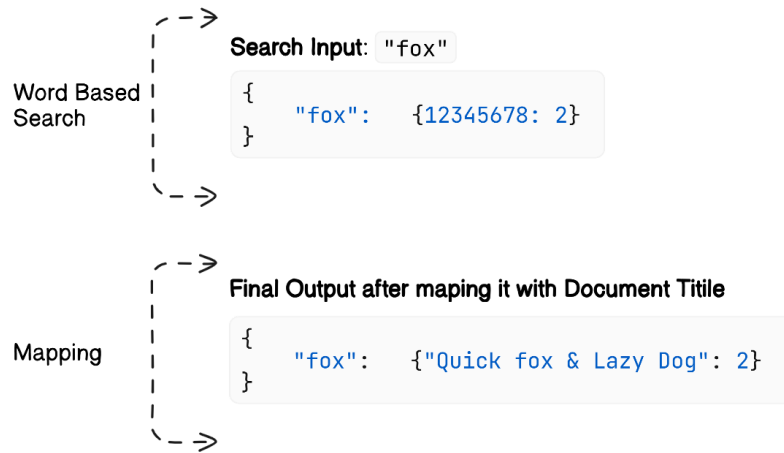 Word Based
Search
Search Input: "fox"
{
"fox": {12345678: 2}
}
Mapping
Final Output after maping it with Document Titile
{
"fox": {"Quick fox & Lazy Dog": 2}
}